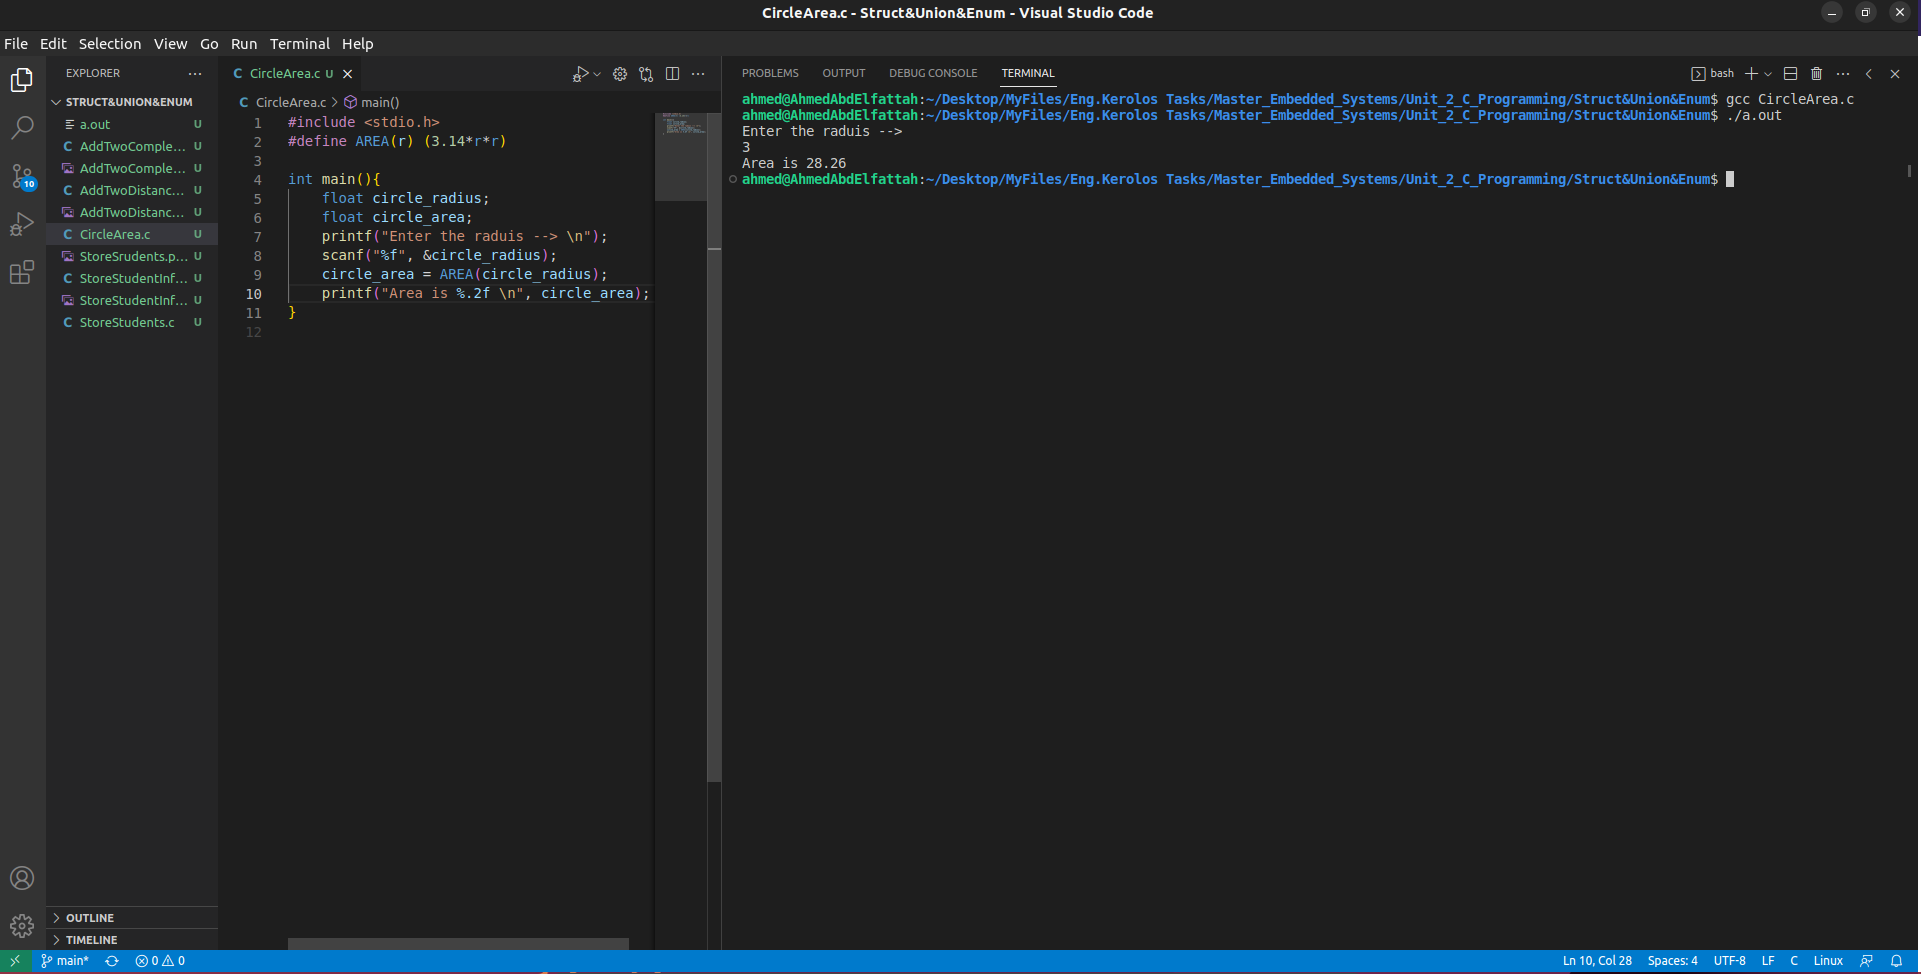 CircleArea.c - Struct&Union&Enum - Visual Studio Code
File Edit Selection View Go Run Terminal Help
EXPLORER
STRUCT&UNION&ENUM
a.out U
C AddTwoComple... U
AddTwoComple... U
C AddTwoDistanc... U
AddTwoDistanc... U
C CircleArea.c U
StoreSrudents.p... U
C StoreStudentInf... U
StoreStudentInf... U
C StoreStudents.c U
OUTLINE
TIMELINE
10
C CircleArea.c U
C CircleArea.c > main()
1 #include <stdio.h>
2 #define AREA(r) (3.14*r*r)
3
4 int main(){
5 float circle_radius;
6 float circle_area;
7 printf("Enter the raduis --> \n");
8 scanf("%f", &circle_radius);
9 circle_area = AREA(circle_radius);
10 printf("Area is %.2f \n", circle_area);
11 }
12
PROBLEMS OUTPUT DEBUG CONSOLE TERMINAL
bash
ahmed@AhmedAbdElfattah:~/Desktop/MyFiles/Eng.Kerolos Tasks/Master_Embedded_Systems/Unit_2_C_Programming/Struct&Union&Enum$ gcc CircleArea.c
ahmed@AhmedAbdElfattah:~/Desktop/MyFiles/Eng.Kerolos Tasks/Master_Embedded_Systems/Unit_2_C_Programming/Struct&Union&Enum$ ./a.out
Enter the raduis -->
3
Area is 28.26
ahmed@AhmedAbdElfattah:~/Desktop/MyFiles/Eng.Kerolos Tasks/Master_Embedded_Systems/Unit_2_C_Programming/Struct&Union&Enum$
main* 0 0
Ln 10, Col 28 Spaces: 4 UTF-8 LF C Linux